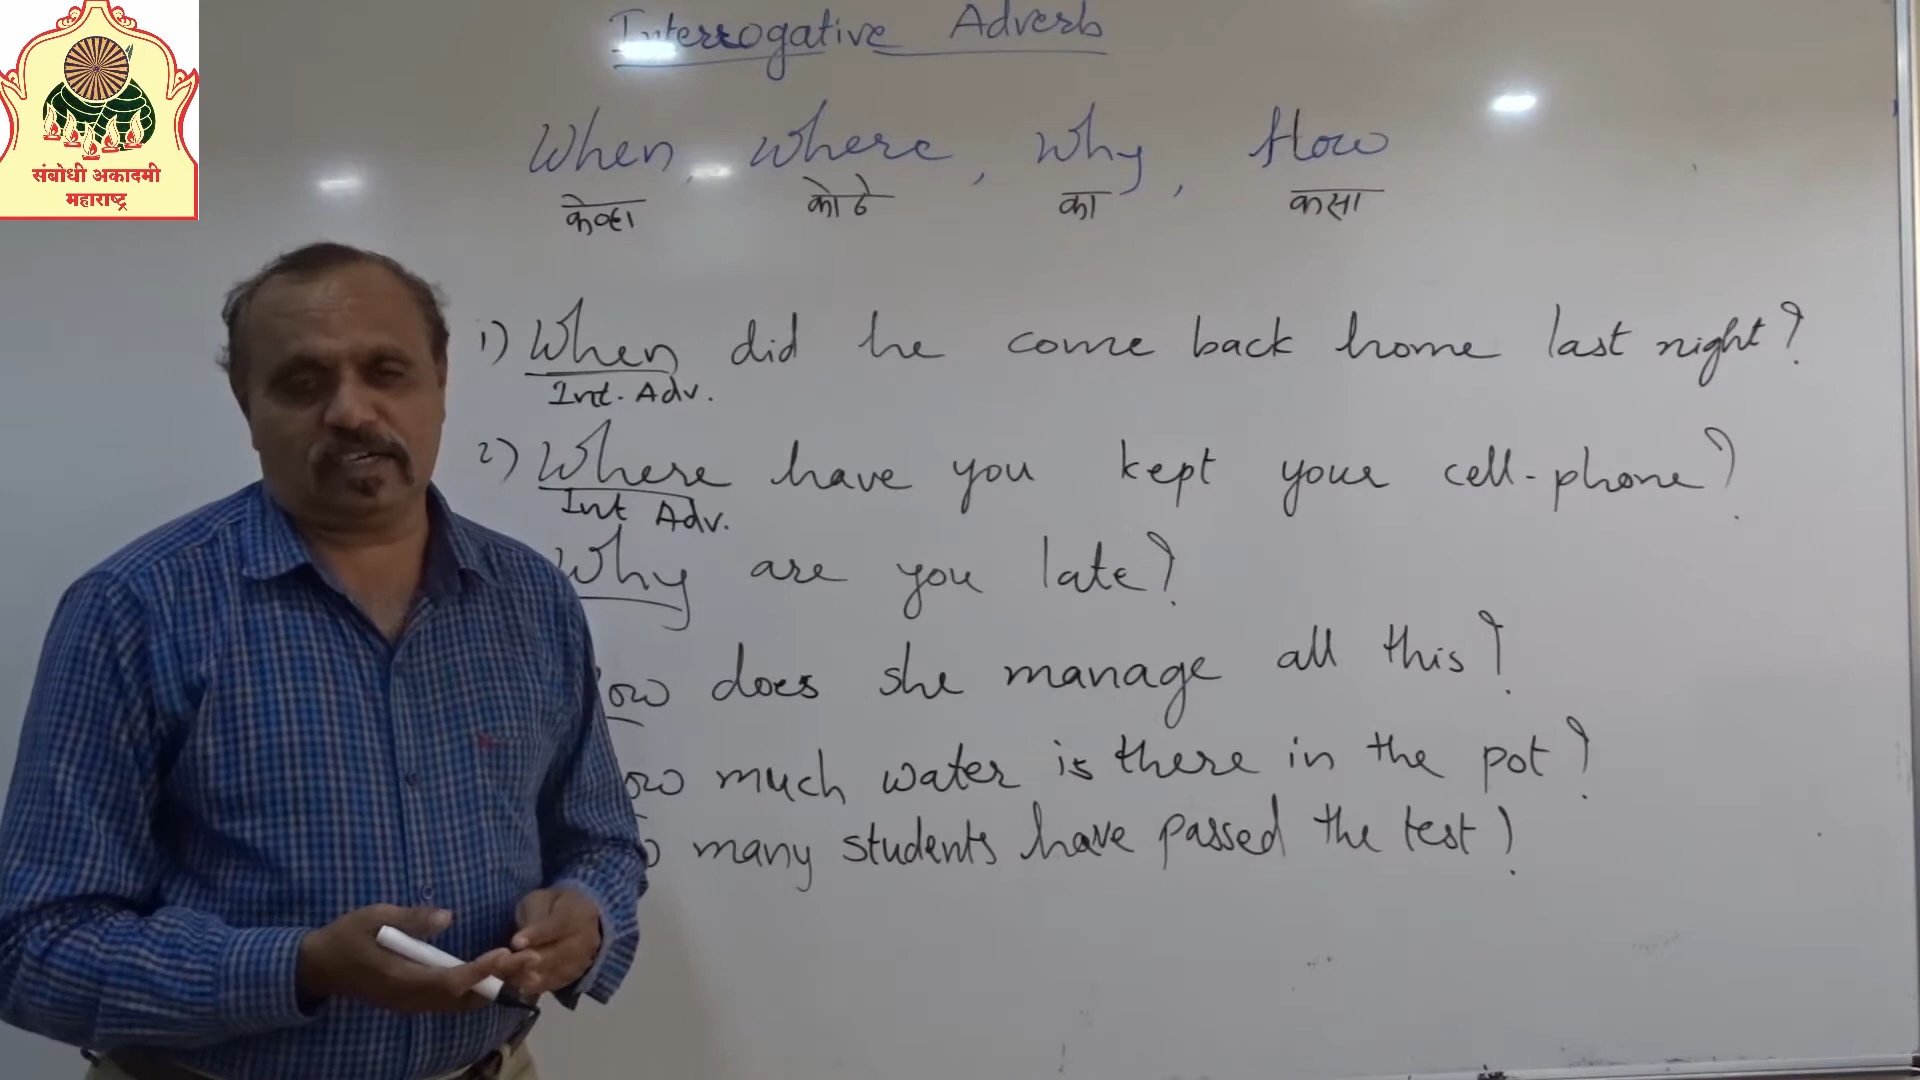 संबोधी अकादमी
महाराष्ट्र
Interrogative Adverb
When, where, why, How
केव्हा कोठे का कसा
1) When did he come back home last night?
Int. Adv.
2) Where have you kept your cell-phone?
Int Adv.
Why are you late?
ow does she manage all this?
ow much water is there in the pot?
many students have passed the test?